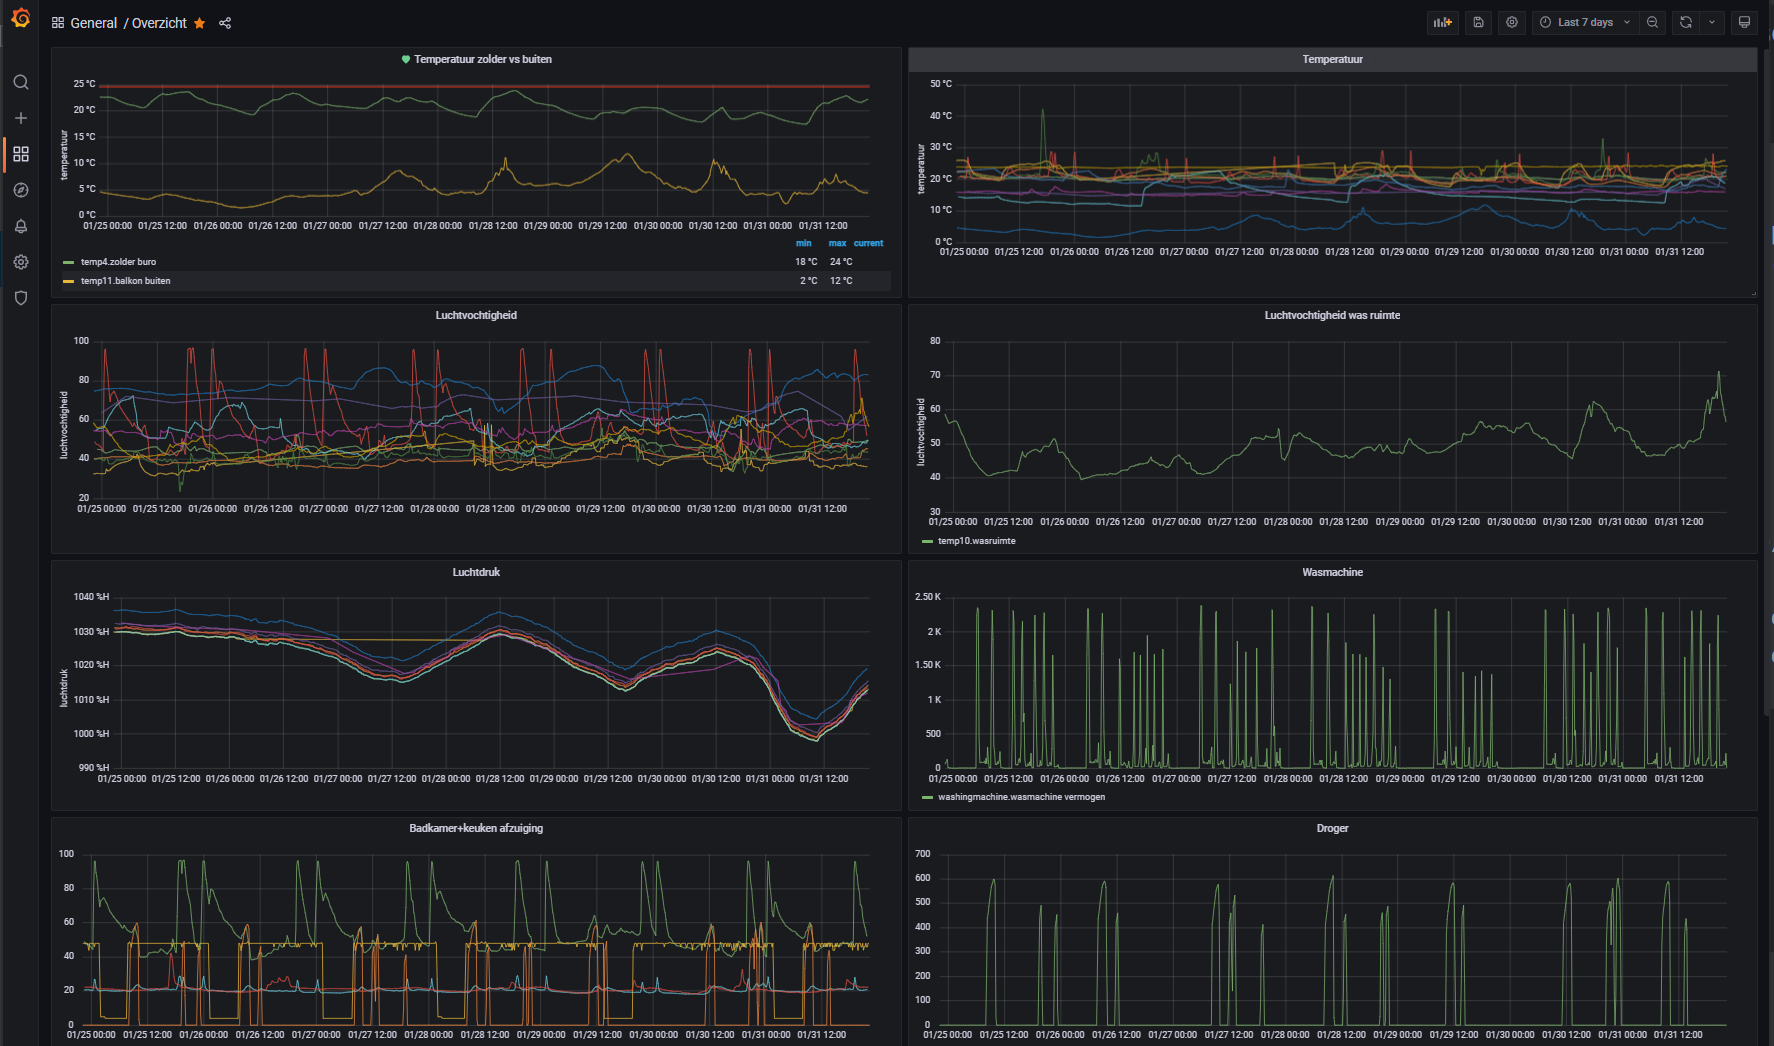 General / Overzicht
Last 7 days
Temperatuur zolder vs buiten
25 °C
20 °C
15 °C
10 °C
5 °C
0 °C
temperatuur
01/25 00:00 01/25 12:00 01/26 00:00 01/26 12:00 01/27 00:00 01/27 12:00 01/28 00:00 01/28 12:00 01/29 00:00 01/29 12:00 01/30 00:00 01/30 12:00 01/31 00:00 01/31 12:00
min max current
temp4.zolder buro 18 °C 24 °C
temp11.balkon buiten 2 °C 12 °C
Temperatuur
50 °C
40 °C
30 °C
20 °C
10 °C
0 °C
temperatuur
01/25 00:00 01/25 12:00 01/26 00:00 01/26 12:00 01/27 00:00 01/27 12:00 01/28 00:00 01/28 12:00 01/29 00:00 01/29 12:00 01/30 00:00 01/30 12:00 01/31 00:00 01/31 12:00
Luchtvochtigheid
100
80
60
40
20
luchtvochtigheid
01/25 00:00 01/25 12:00 01/26 00:00 01/26 12:00 01/27 00:00 01/27 12:00 01/28 00:00 01/28 12:00 01/29 00:00 01/29 12:00 01/30 00:00 01/30 12:00 01/31 00:00 01/31 12:00
Luchtvochtigheid was ruimte
80
70
60
50
40
30
luchtvochtigheid
01/25 00:00 01/25 12:00 01/26 00:00 01/26 12:00 01/27 00:00 01/27 12:00 01/28 00:00 01/28 12:00 01/29 00:00 01/29 12:00 01/30 00:00 01/30 12:00 01/31 00:00 01/31 12:00
temp10.wasruimte
Luchtdruk
1040 %H
1030 %H
1020 %H
1010 %H
1000 %H
990 %H
luchtdruk
01/25 00:00 01/25 12:00 01/26 00:00 01/26 12:00 01/27 00:00 01/27 12:00 01/28 00:00 01/28 12:00 01/29 00:00 01/29 12:00 01/30 00:00 01/30 12:00 01/31 00:00 01/31 12:00
Wasmachine
2.50 K
2 K
1.50 K
1 K
500
0
01/25 00:00 01/25 12:00 01/26 00:00 01/26 12:00 01/27 00:00 01/27 12:00 01/28 00:00 01/28 12:00 01/29 00:00 01/29 12:00 01/30 00:00 01/30 12:00 01/31 00:00 01/31 12:00
washingmachine.wasmachine vermogen
Badkamer+keuken afzuiging
100
80
60
40
20
0
01/25 00:00 01/25 12:00 01/26 00:00 01/26 12:00 01/27 00:00 01/27 12:00 01/28 00:00 01/28 12:00 01/29 00:00 01/29 12:00 01/30 00:00 01/30 12:00 01/31 00:00 01/31 12:00
Droger
700
600
500
400
300
200
100
0
01/25 00:00 01/25 12:00 01/26 00:00 01/26 12:00 01/27 00:00 01/27 12:00 01/28 00:00 01/28 12:00 01/29 00:00 01/29 12:00 01/30 00:00 01/30 12:00 01/31 00:00 01/31 12:00